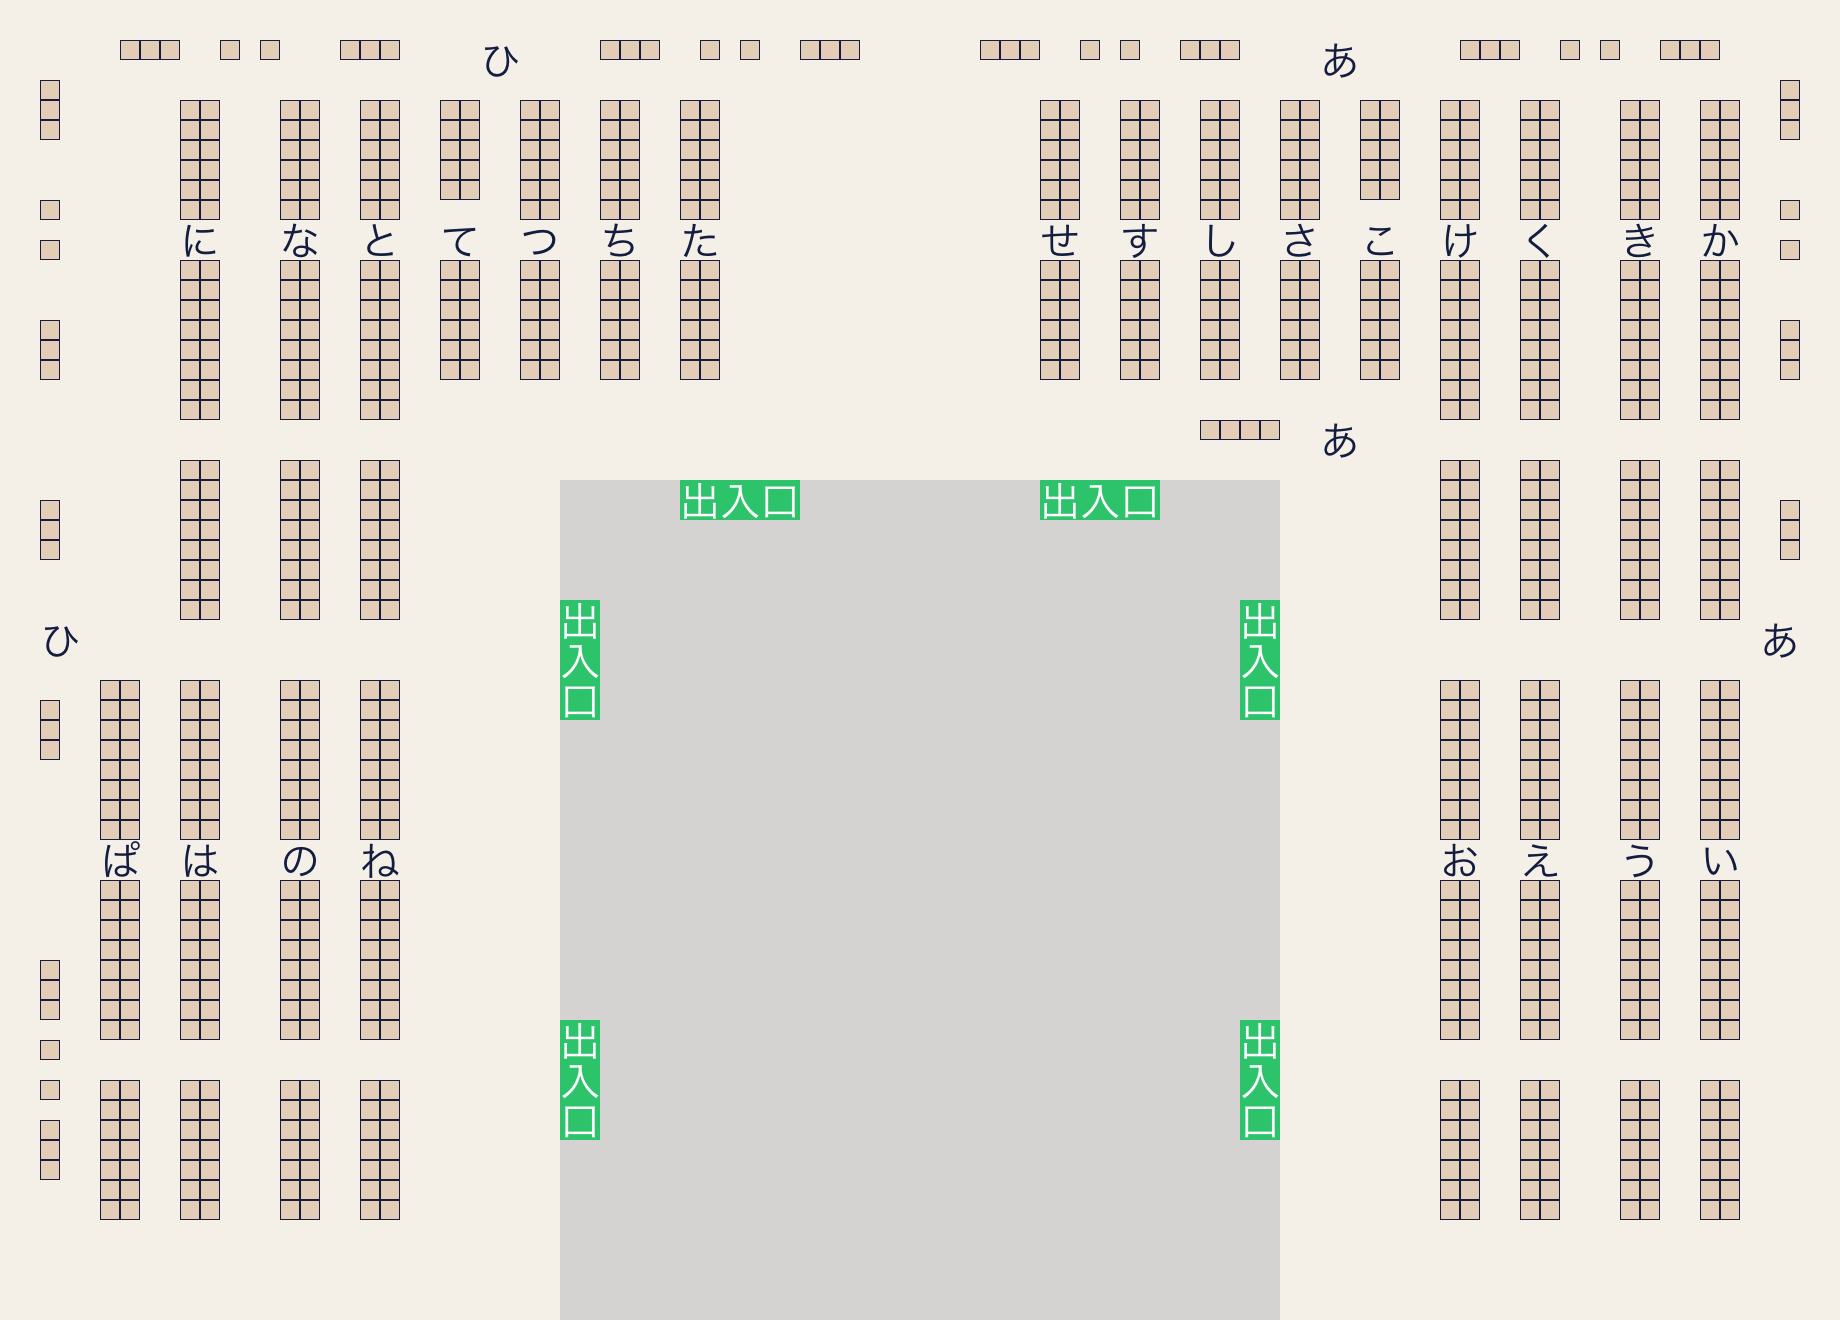 ひ
あ
に な と て つ ち た せ す し さ こ け く き か
あ
出入口 出入口
出入口
出入口
ひ
あ
ぱ は の ね お え う い
出入口
出入口